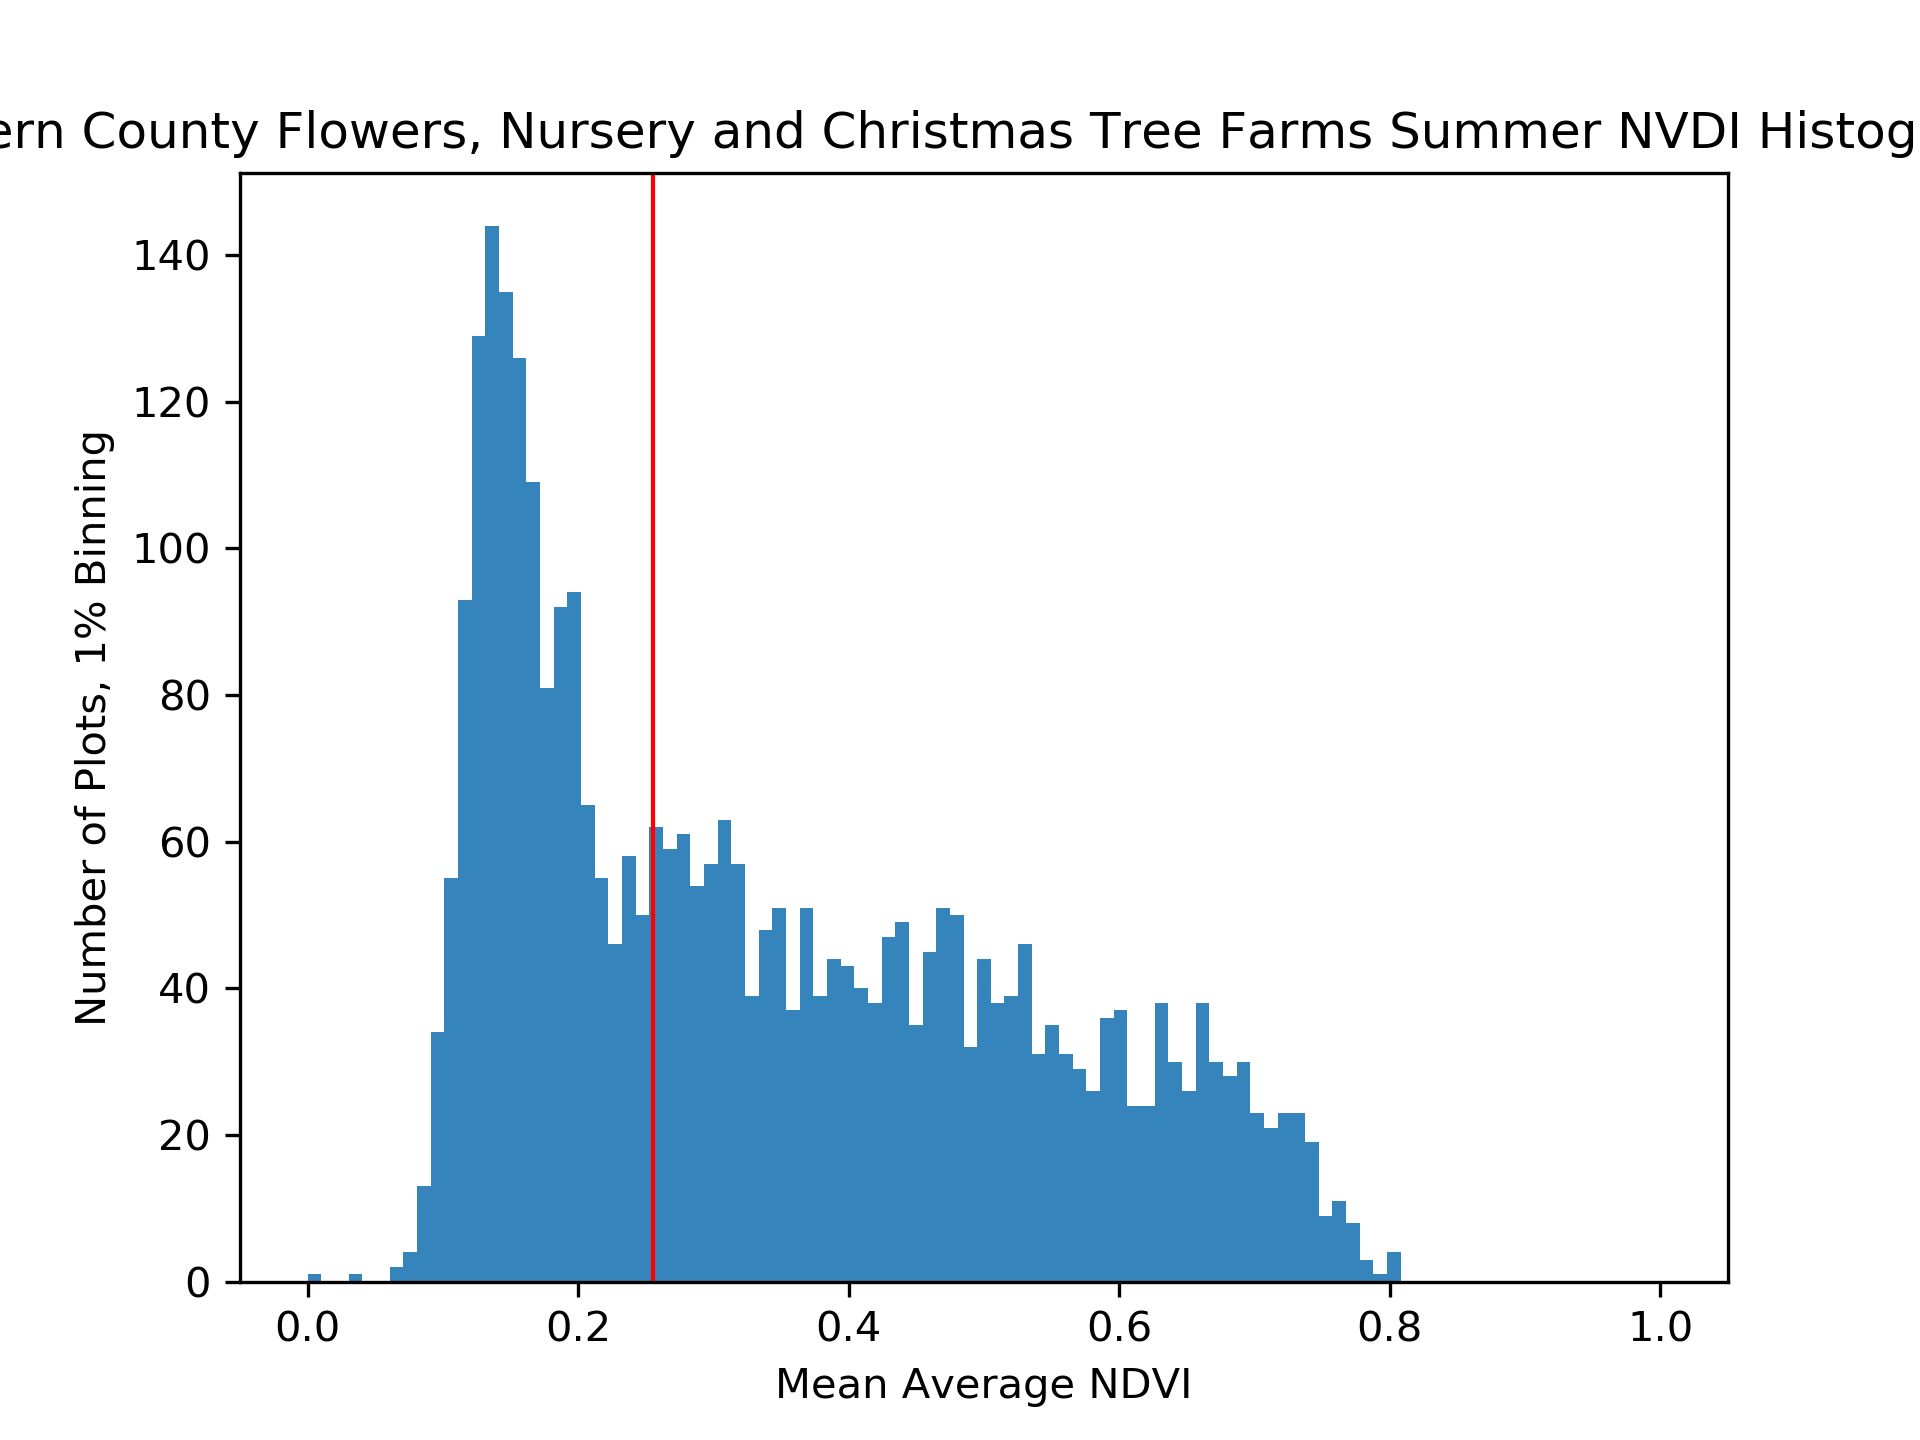 ern County Flowers, Nursery and Christmas Tree Farms Summer NVDI Histog
140
120
100
80
60
40
20
0
Number of Plots, 1% Binning
0.0 0.2 0.4 0.6 0.8 1.0
Mean Average NDVI